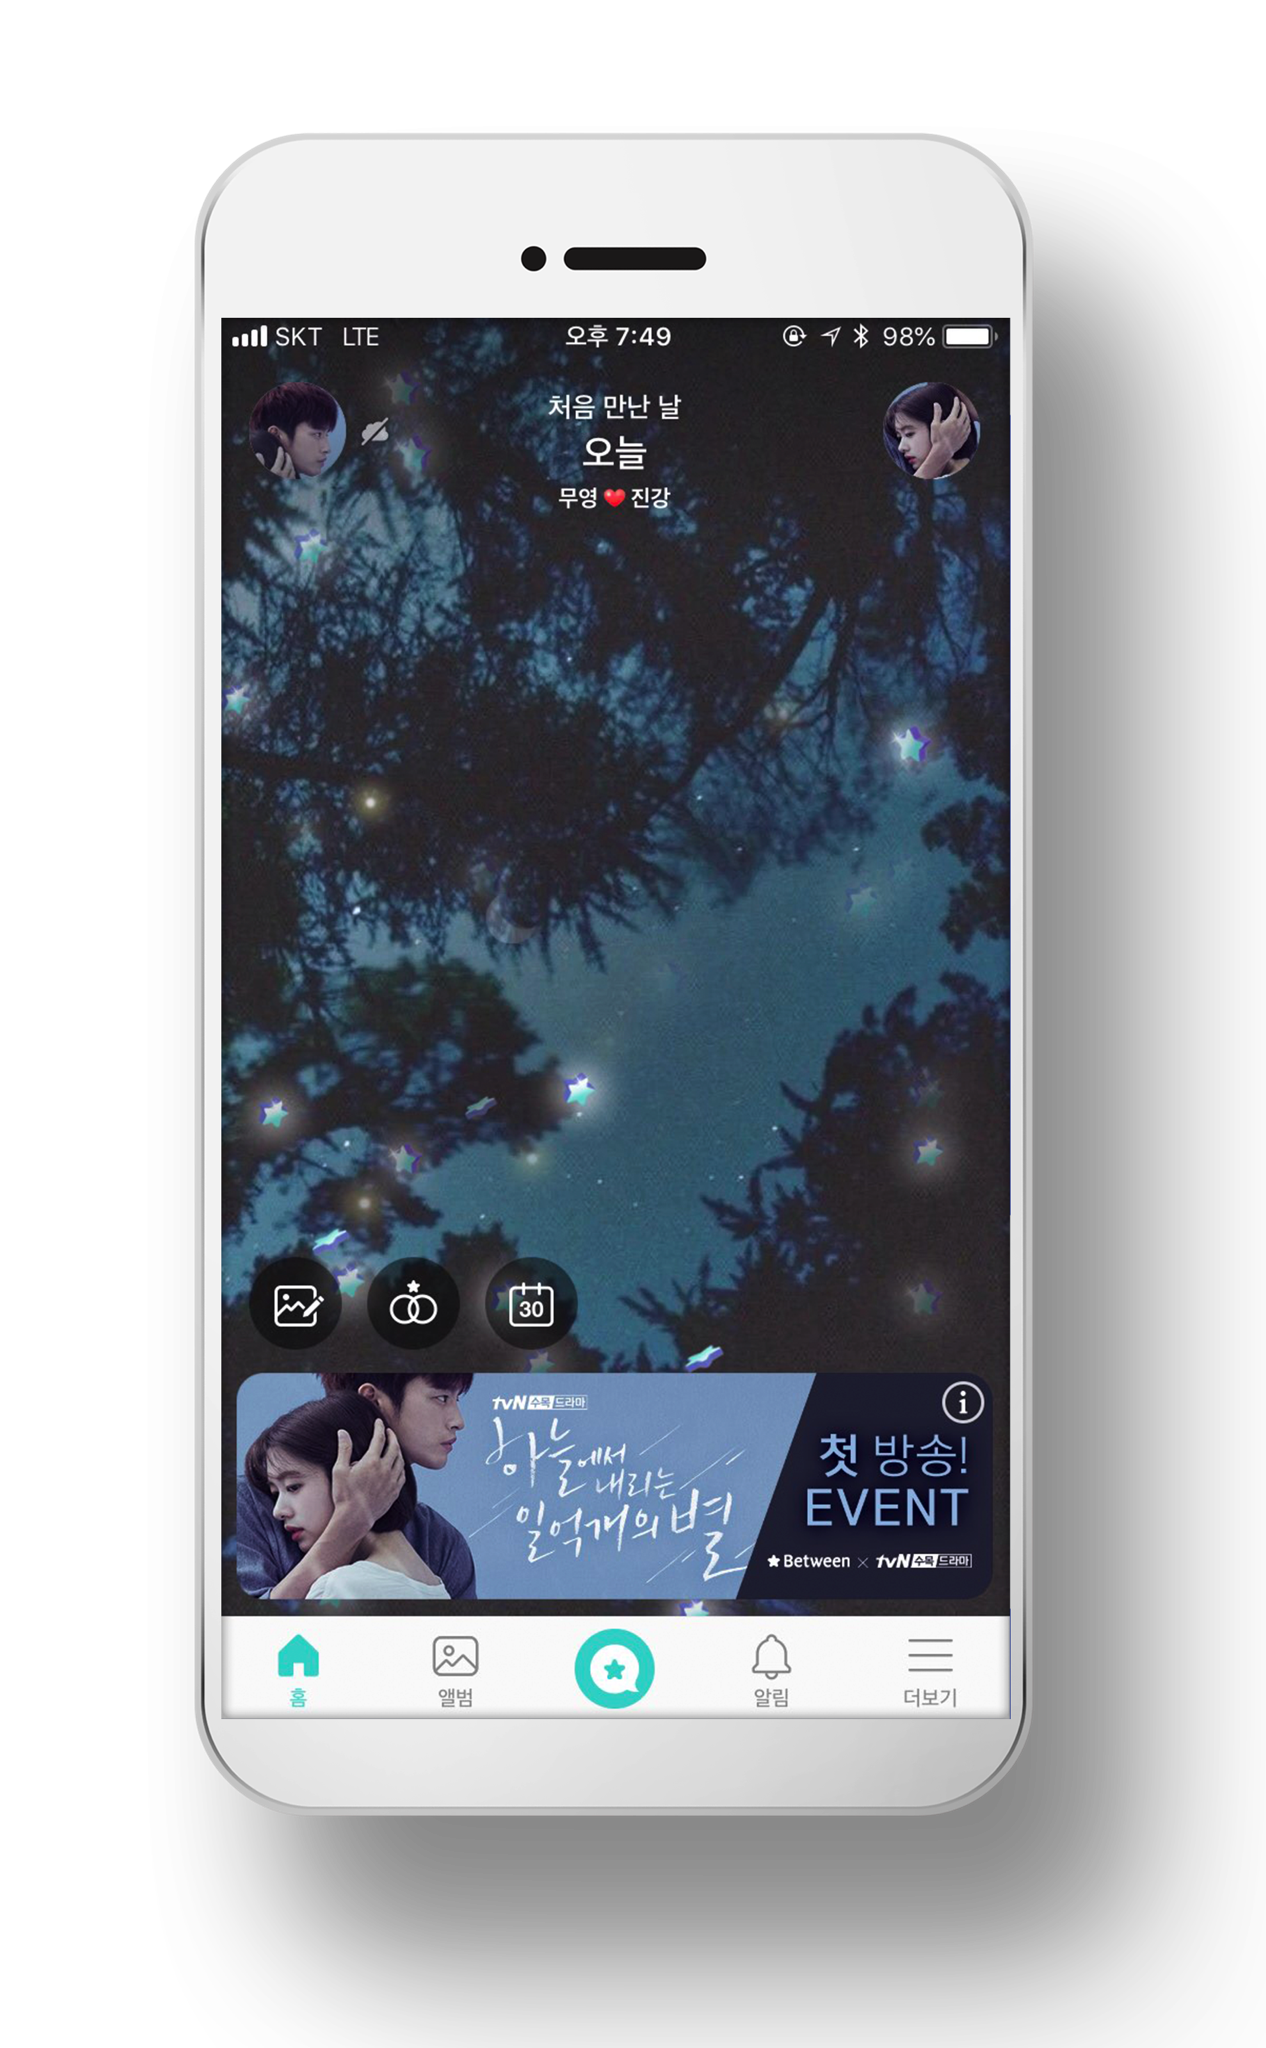 SKT LTE 오후 7:49 98%
처음 만난 날
오늘
무영 ❤️ 진강
30
tvN 수목 드라마
하늘에서
내리는
일억개의 별
첫 방송!
EVENT
Between × tvN 수목 드라마
홈 앨범 알림 더보기